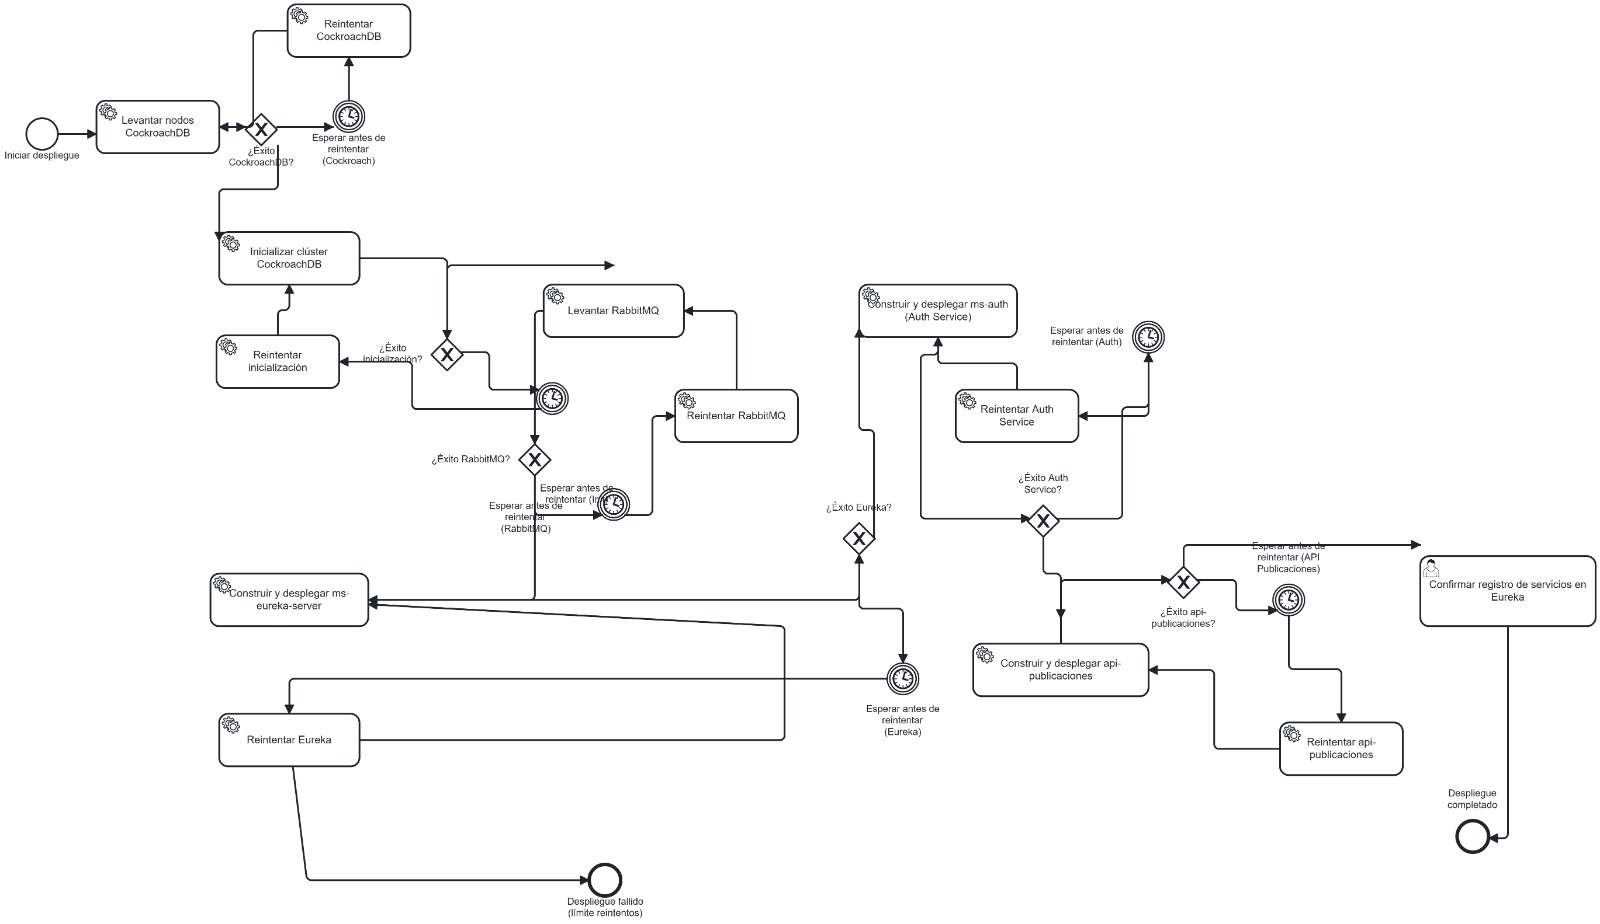 Reintentar
CockroachDB
Levantar nodos
CockroachDB
Iniciar despliegue
¿Éxito
CockroachDB?
Esperar antes de
reintentar
(Cockroach)
Inicializar clúster
CockroachDB
Levantar RabbitMQ
Construir y desplegar ms-auth
(Auth Service)
Esperar antes de
reintentar (Auth)
¿Éxito
inicialización?
Reintentar
inicialización
Reintentar RabbitMQ
Reintentar Auth
Service
¿Éxito RabbitMQ?
¿Éxito Auth
Service?
Esperar antes de
reintentar
Esperar antes de
reintentar
(RabbitMQ)
¿Éxito Eureka?
Esperar antes de
reintentar (API
Publicaciones)
Confirmar registro de servicios en
Eureka
¿Éxito api-
publicaciones?
Construir y desplegar ms-
eureka-server
Construir y desplegar api-
publicaciones
Esperar antes de
reintentar
(Eureka)
Reintentar Eureka
Reintentar api-
publicaciones
Despliegue
completado
Despliegue fallido
(límite reintentos)